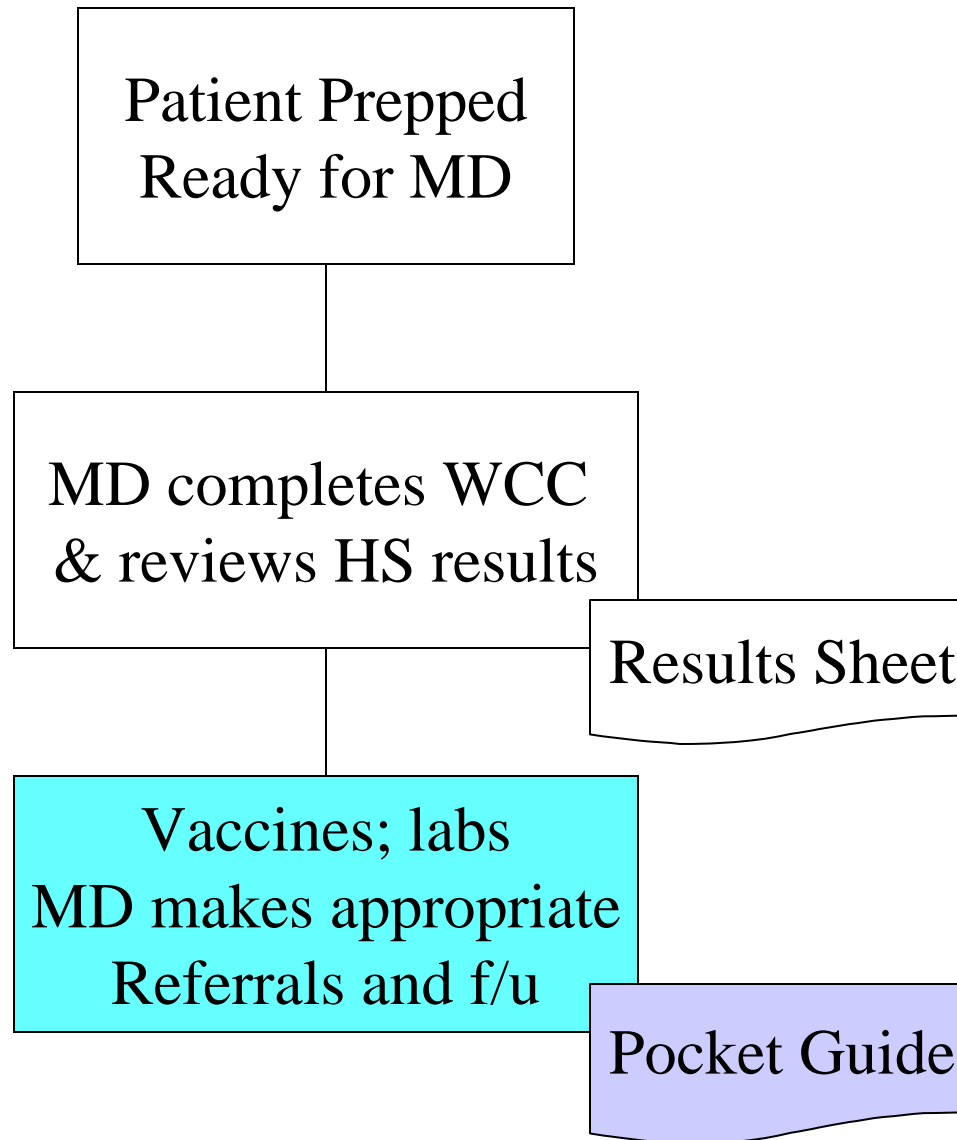 Patient Prepped
Ready for MD
MD completes WCC
& reviews HS results
Results Sheet
Vaccines; labs
MD makes appropriate
Referrals and f/u
Pocket Guide